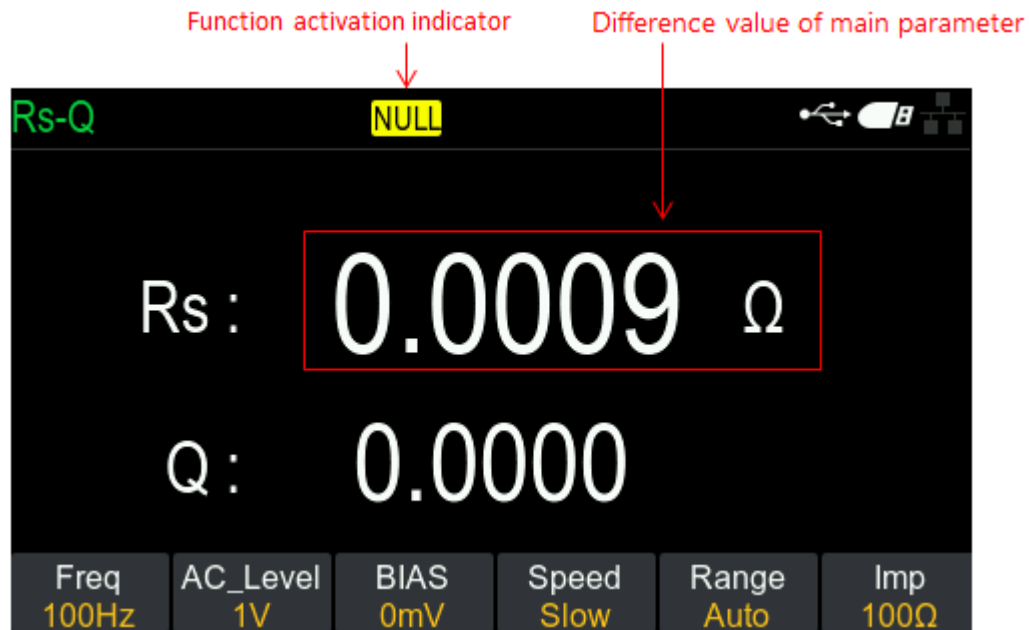 Function activation indicator
Difference value of main parameter
Rs-Q
NULL
Rs : 0.0009 Ω
Q : 0.0000
Freq AC_Level BIAS Speed Range Imp
100Hz 1V 0mV Slow Auto 100Ω